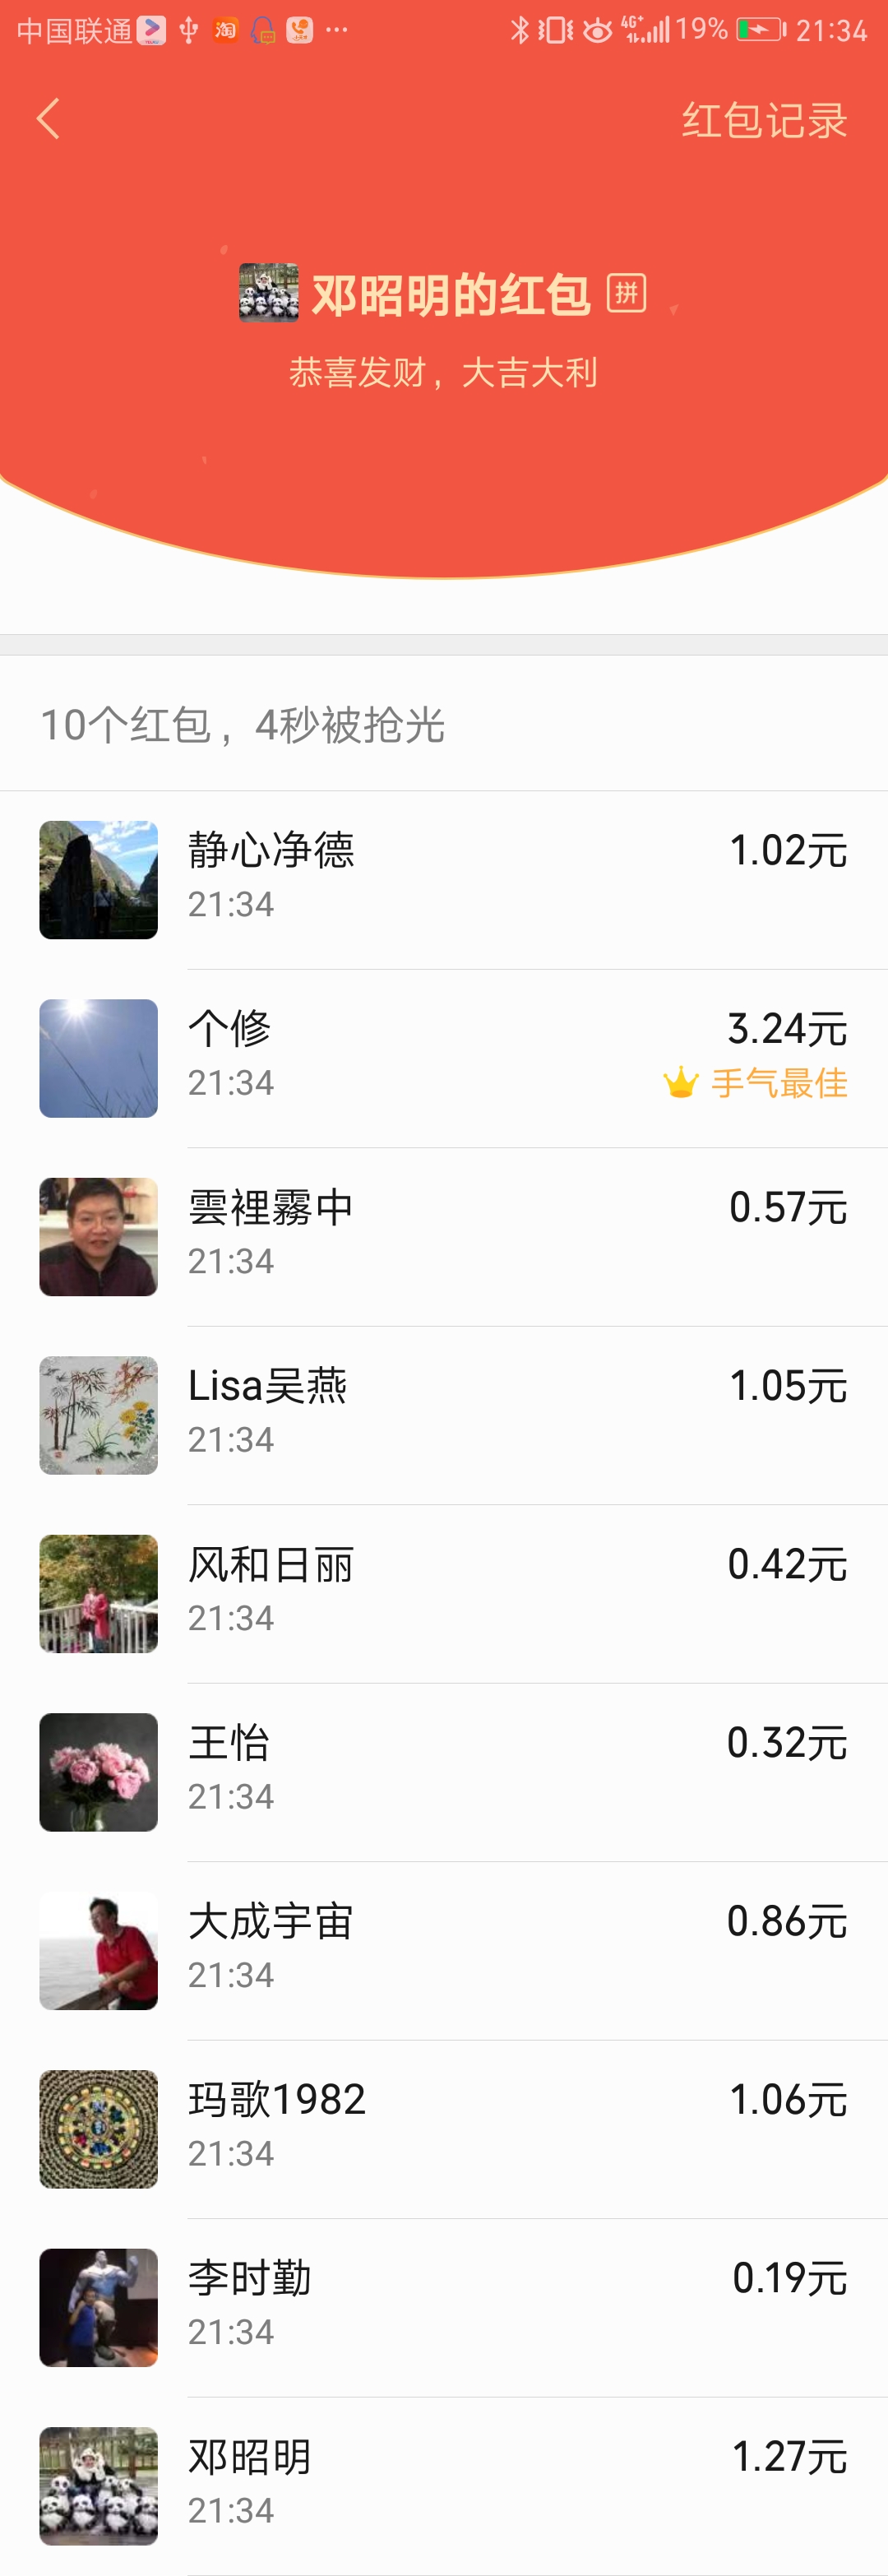 中国联通 淘 ··· 4G+ 19% 21:34
红包记录
邓昭明的红包 拼
恭喜发财，大吉大利
10个红包，4秒被抢光
静心净德 1.02元
21:34
个修 3.24元
21:34 手气最佳
雲裡霧中 0.57元
21:34
Lisa吴燕 1.05元
21:34
风和日丽 0.42元
21:34
王怡 0.32元
21:34
大成宇宙 0.86元
21:34
玛歌1982 1.06元
21:34
李时勤 0.19元
21:34
邓昭明 1.27元
21:34